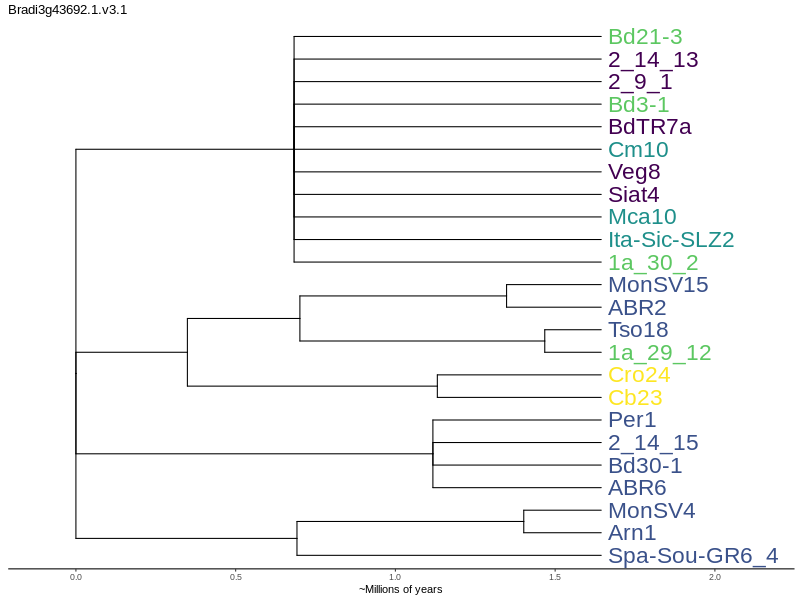 Bradi3g43692.1.v3.1
Bd21-3
2_14_13
2_9_1
Bd3-1
BdTR7a
Cm10
Veg8
Siat4
Mca10
Ita-Sic-SLZ2
1a_30_2
MonSV15
ABR2
Tso18
1a_29_12
Cro24
Cb23
Per1
2_14_15
Bd30-1
ABR6
MonSV4
Arn1
Spa-Sou-GR6_4
0.0 0.5 1.0 1.5 2.0
~Millions of years